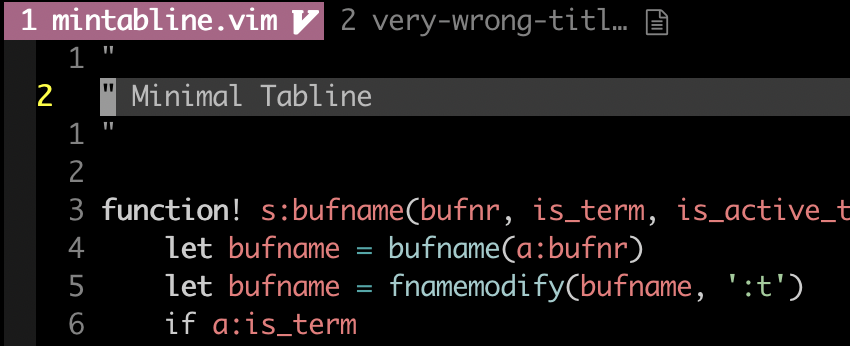 1 mintabline.vim 2 very-wrong-titl…
1 "
2 " Minimal Tabline
1 "
2
3 function! s:bufname(bufnr, is_term, is_active_t
4 let bufname = bufname(a:bufnr)
5 let bufname = fnamemodify(bufname, ':t')
6 if a:is_term